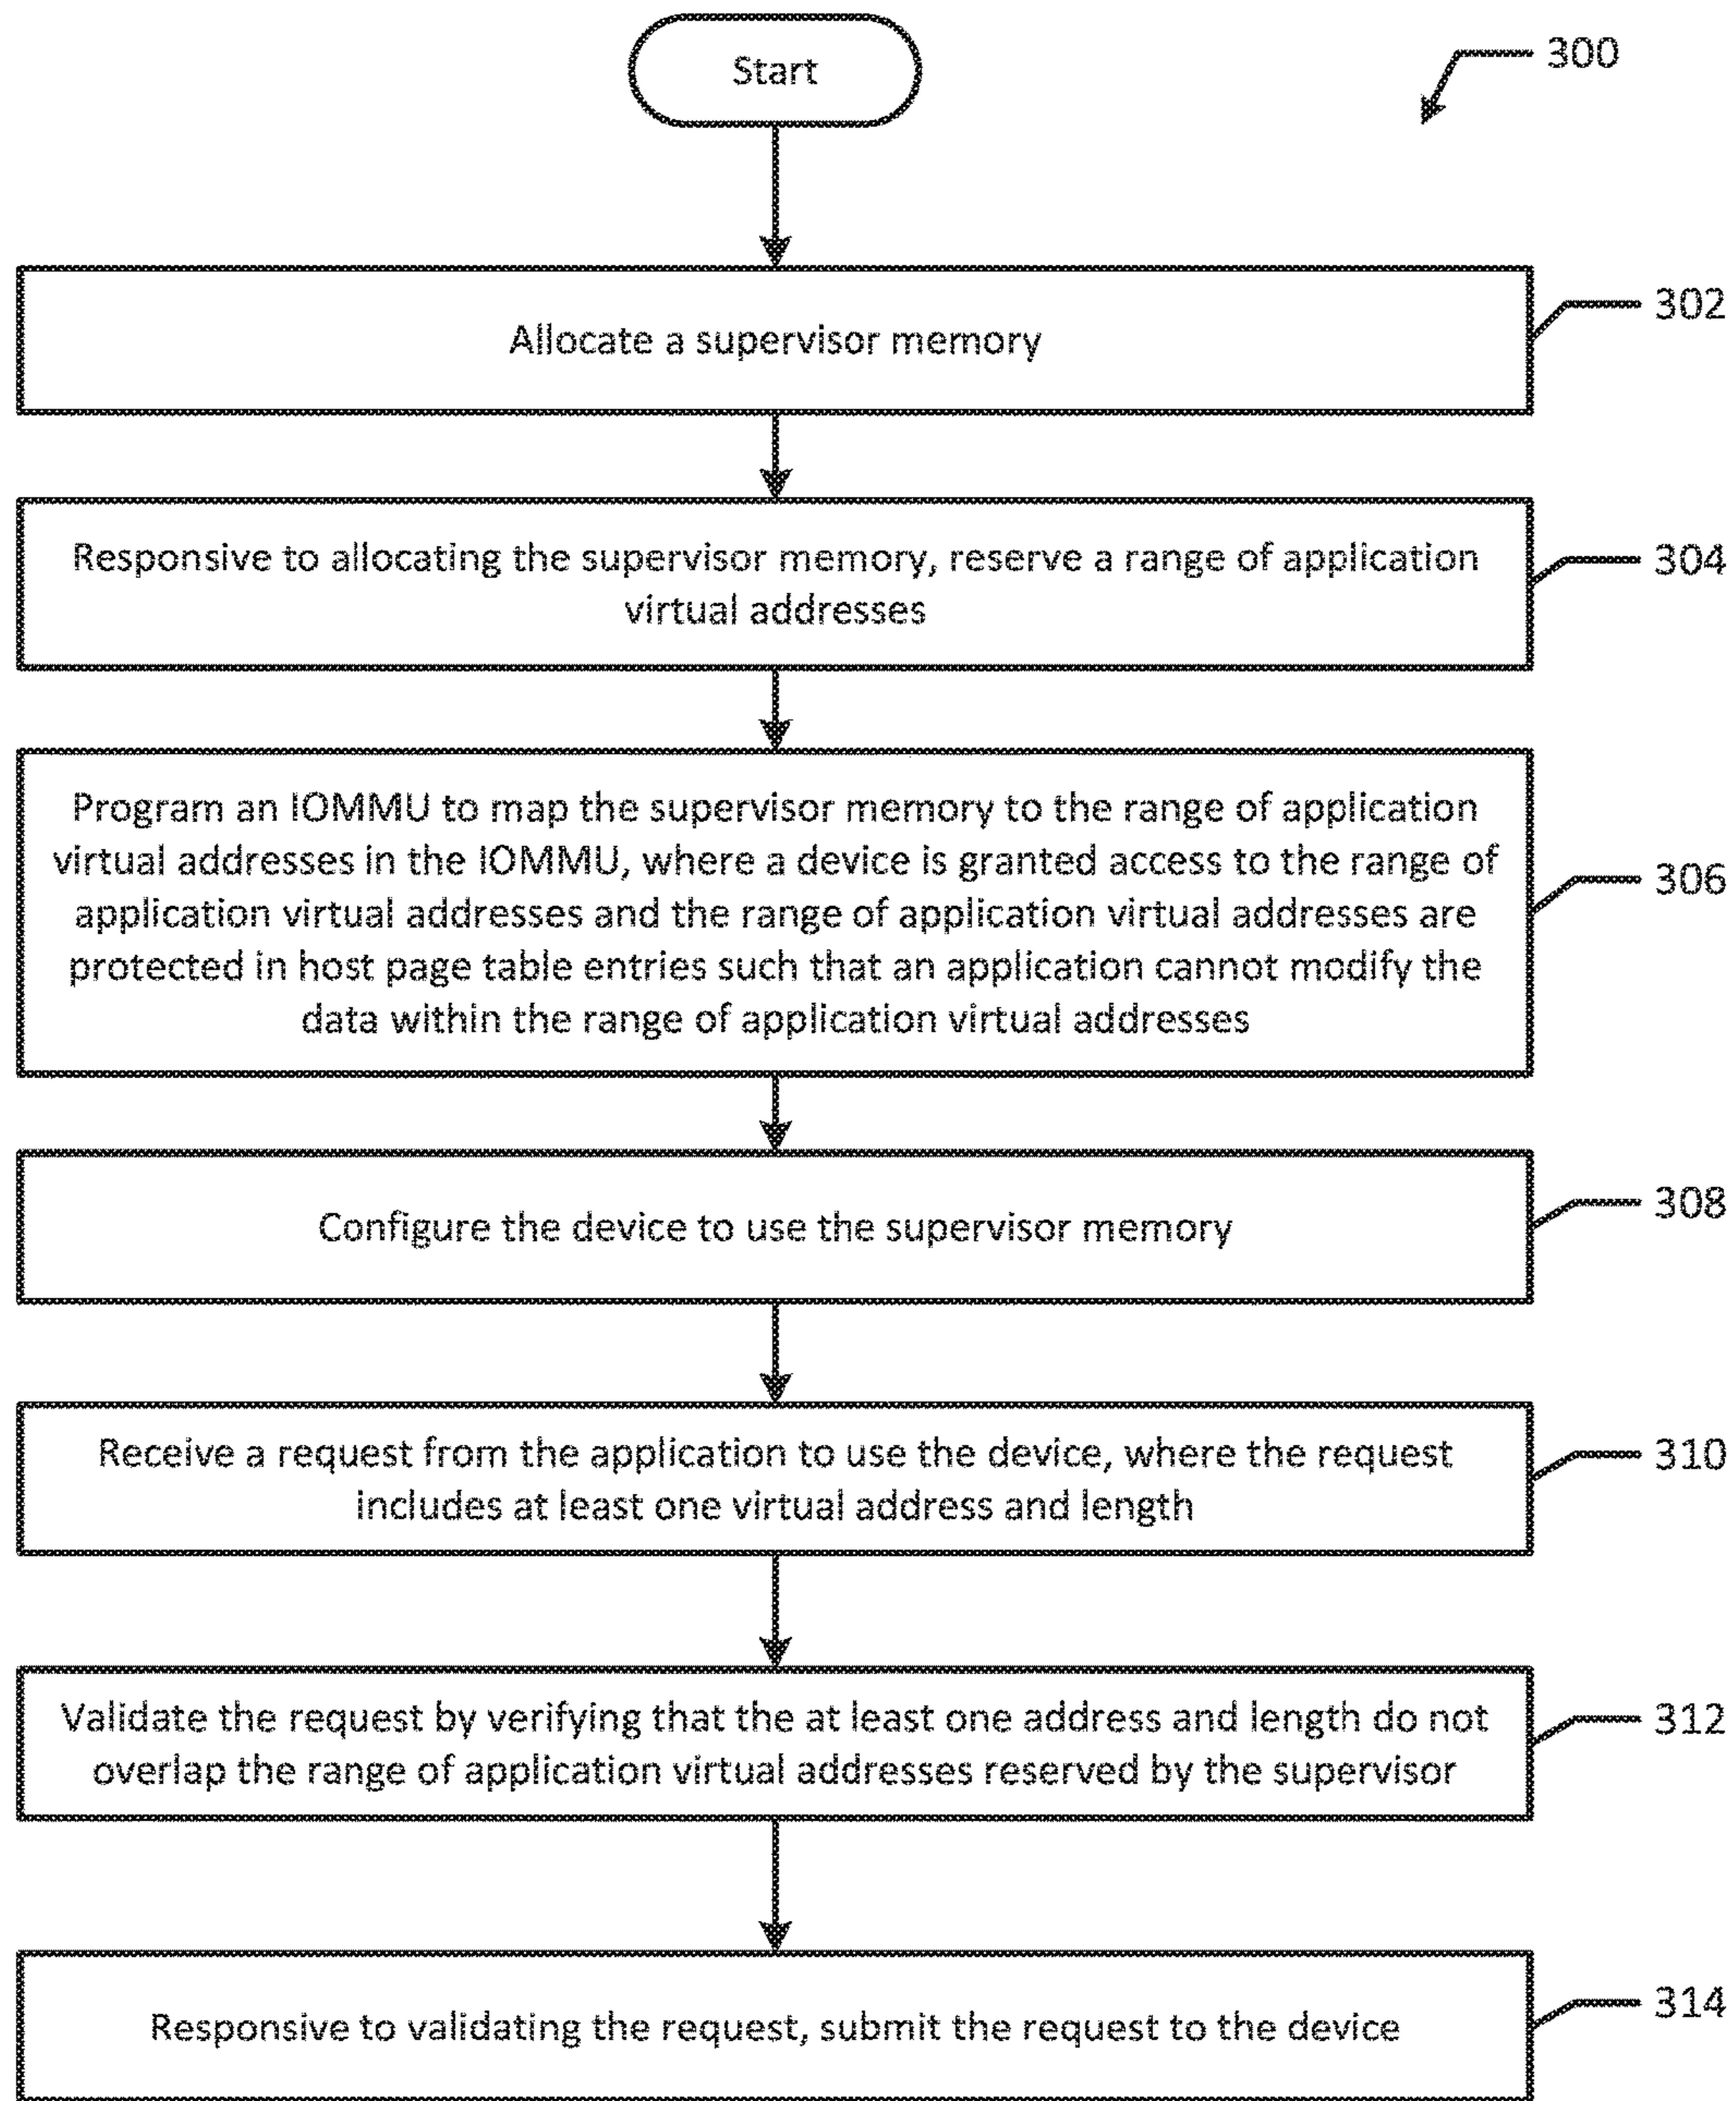 Start
300
Allocate a supervisor memory
302
Responsive to allocating the supervisor memory, reserve a range of application
virtual addresses
304
Program an IOMMU to map the supervisor memory to the range of application
virtual addresses in the IOMMU, where a device is granted access to the range of
application virtual addresses and the range of application virtual addresses are
protected in host page table entries such that an application cannot modify the
data within the range of application virtual addresses
306
Configure the device to use the supervisor memory
308
Receive a request from the application to use the device, where the request
includes at least one virtual address and length
310
Validate the request by verifying that the at least one address and length do not
overlap the range of application virtual addresses reserved by the supervisor
312
Responsive to validating the request, submit the request to the device
314